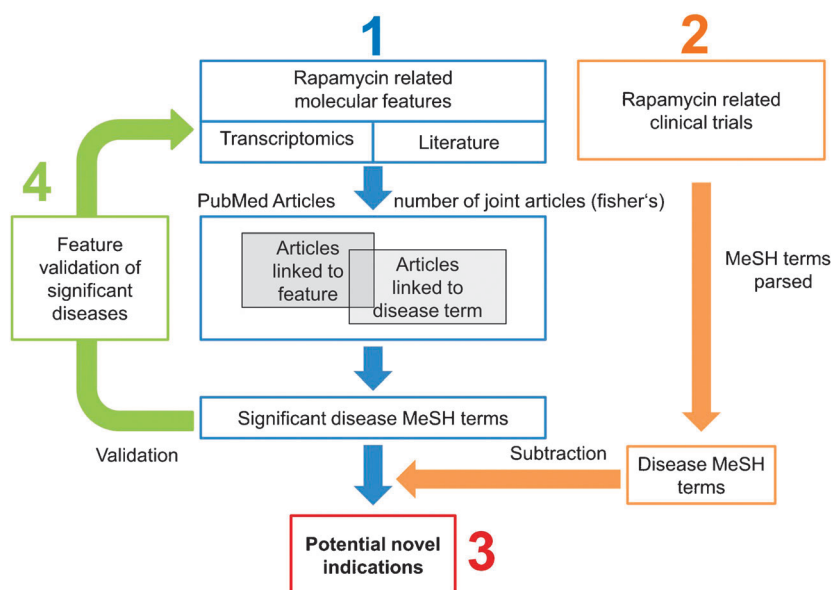 1
2
Rapamycin related
molecular features
Transcriptomics
Literature
Rapamycin related
clinical trials
4
Feature
validation of
significant
diseases
PubMed Articles
number of joint articles (fisher‘s)
Articles
linked to
feature
Articles
linked to
disease term
MeSH terms
parsed
Significant disease MeSH terms
Validation
Subtraction
Disease MeSH
terms
Potential novel
indications
3